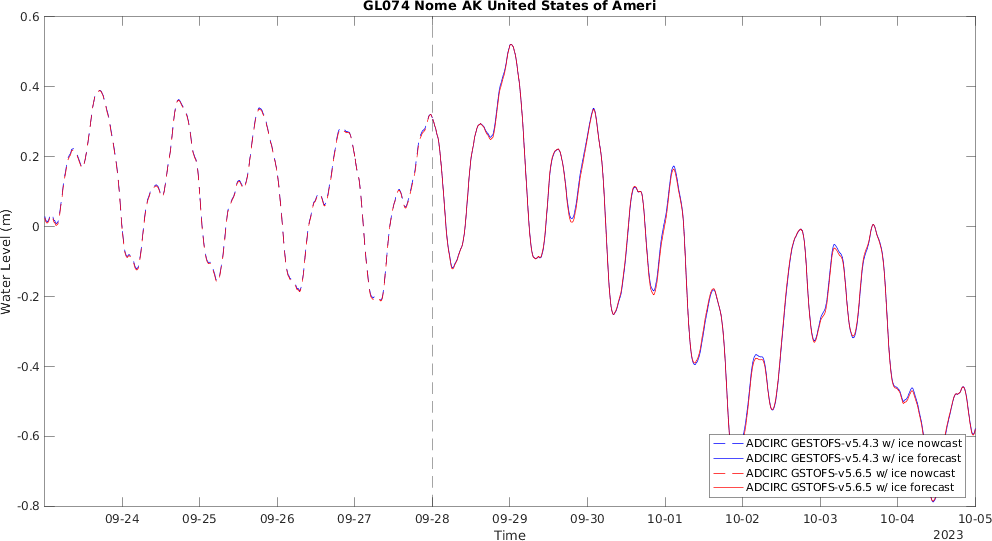 GL074 Nome AK United States of Ameri
0.6
0.4
0.2
0
-0.2
-0.4
-0.6
-0.8
Water Level (m)
ADCIRC GESTOFS-v5.4.3 w/ ice nowcast
ADCIRC GESTOFS-v5.4.3 w/ ice forecast
ADCIRC GSTOFS-v5.6.5 w/ ice nowcast
ADCIRC GSTOFS-v5.6.5 w/ ice forecast
09-24 09-25 09-26 09-27 09-28 09-29 09-30 10-01 10-02 10-03 10-04 10-05
Time
2023